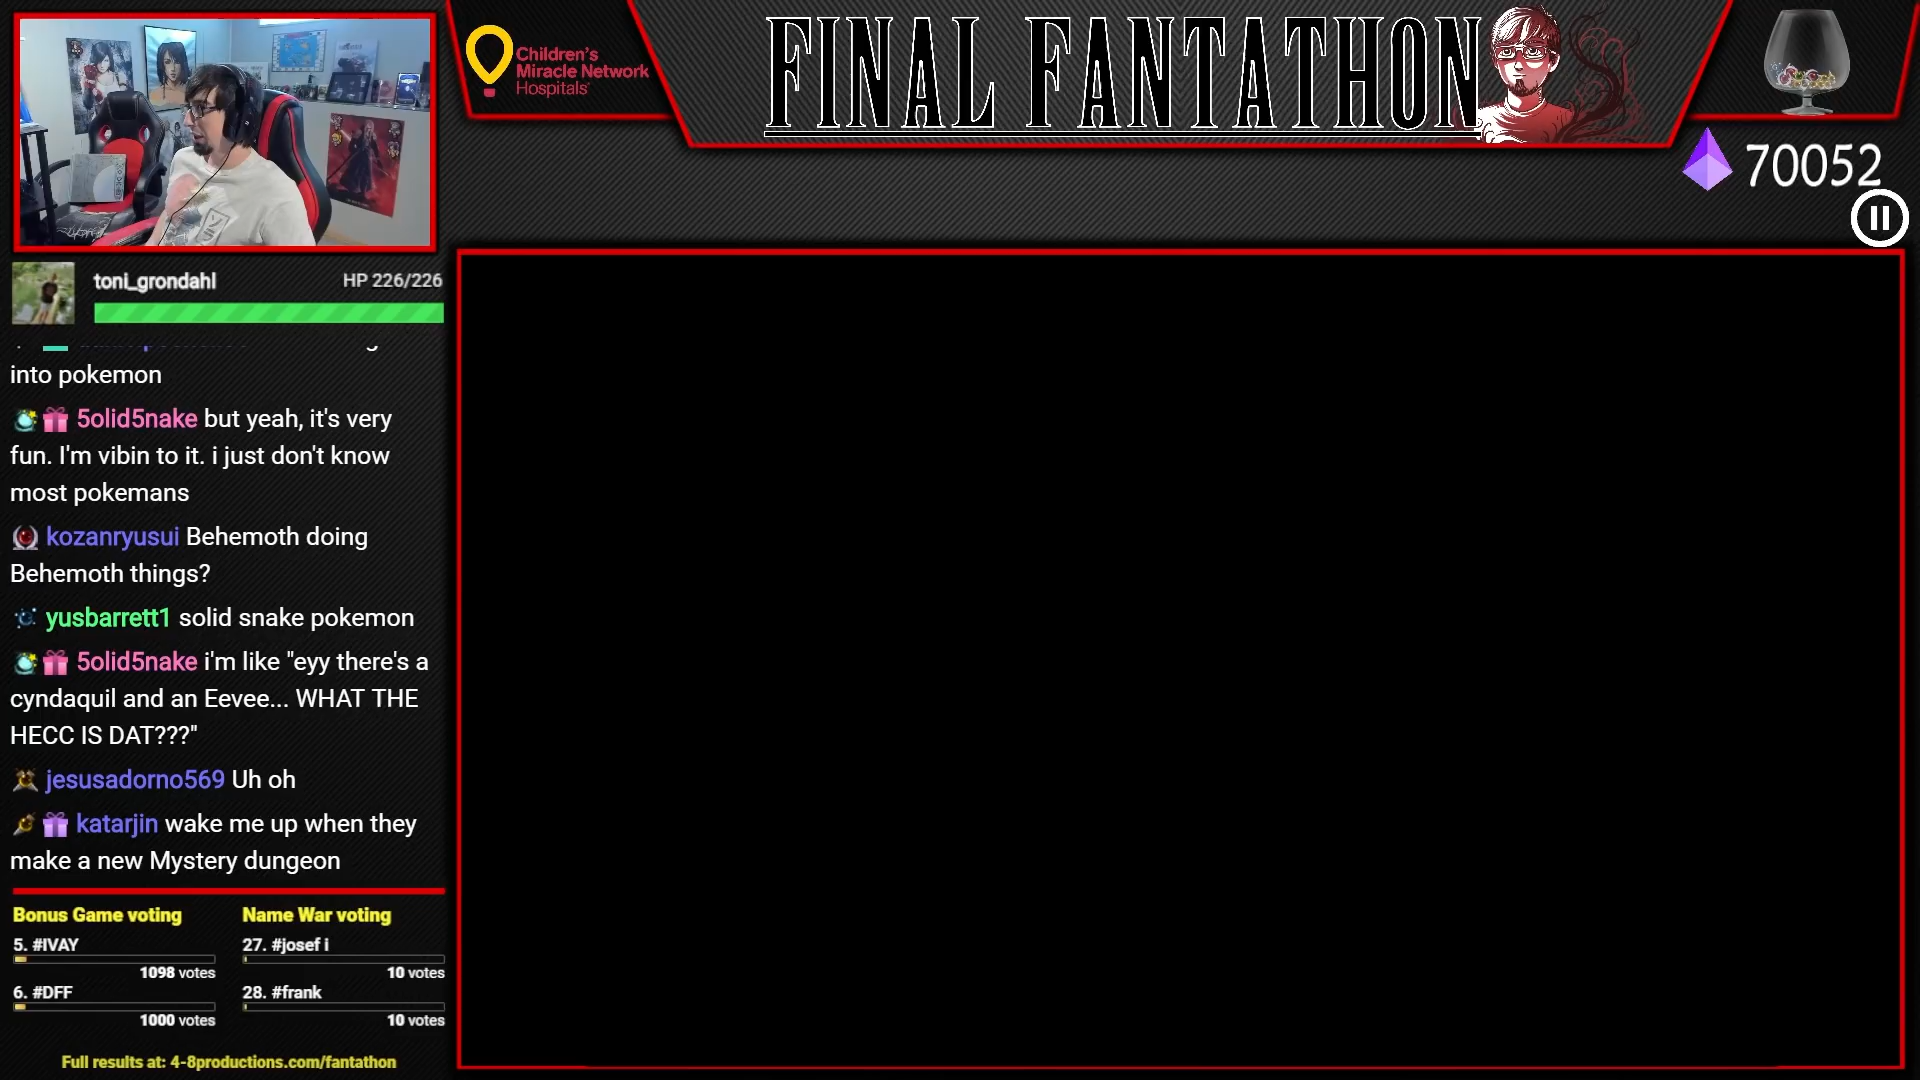 Children's
Miracle Network
Hospitals
FINAL FANTATHON
70052
toni_grondahl
HP 226/226
into pokemon
5olid5nake but yeah, it's very
fun. I'm vibin to it. i just don't know
most pokemans
kozanryusui Behemoth doing
Behemoth things?
yusbarrett1 solid snake pokemon
5olid5nake i'm like "eyy there's a
cyndaquil and an Eevee... WHAT THE
HECC IS DAT???"
jesusadorno569 Uh oh
katarjin wake me up when they
make a new Mystery dungeon
Bonus Game voting
5. #IVAY
1098 votes
6. #DFF
1000 votes
Name War voting
27. #josef i
10 votes
28. #frank
10 votes
Full results at: 4-8productions.com/fantathon